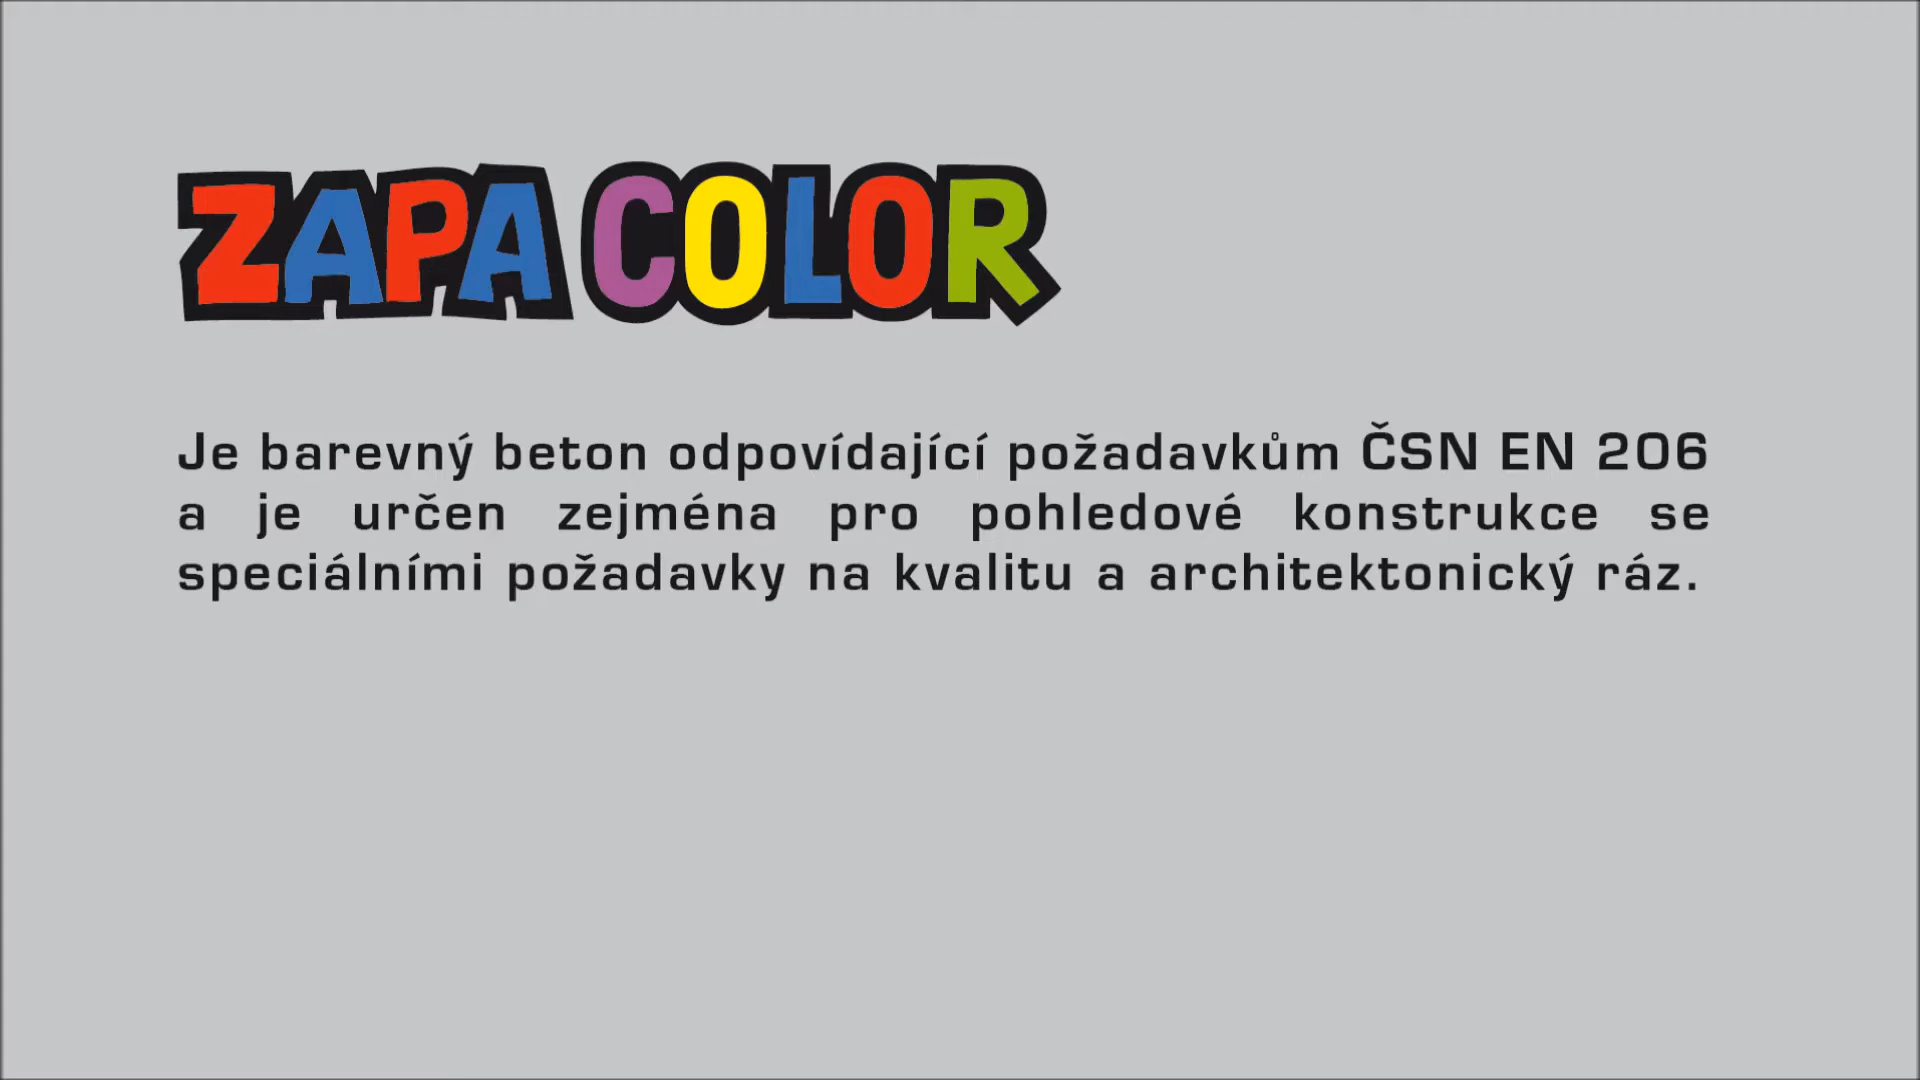 ZAPA COLOR
Je barevný beton odpovídající požadavkům ČSN EN 206
a je určen zejména pro pohledové konstrukce se
speciálními požadavky na kvalitu a architektonický ráz.